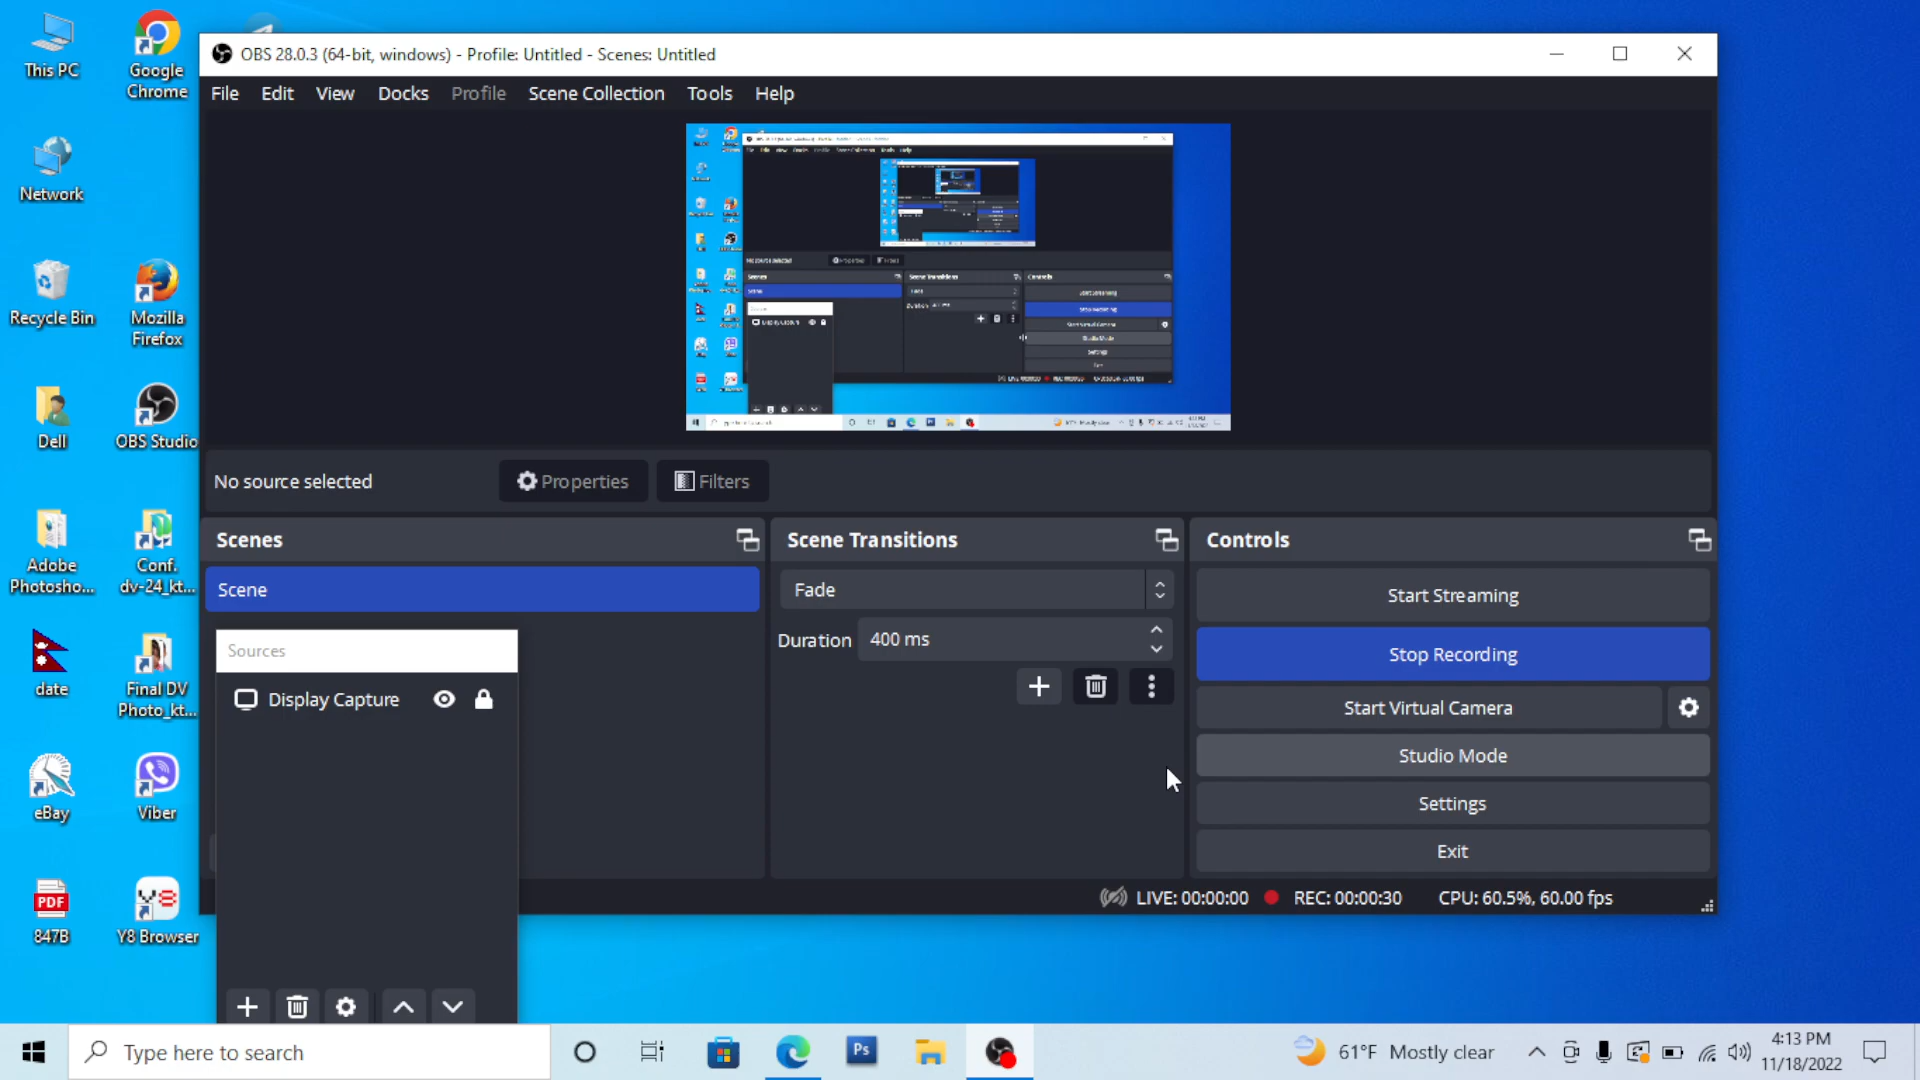 This PC
Google
Chrome
Network
Recycle Bin
Mozilla
Firefox
Dell
OBS Studio
Adobe
Photosho...
Conf.
dv-24_kt...
date
Final DV
Photo_kt...
eBay
Viber
PDF
847B
Y8 Browser
OBS 28.0.3 (64-bit, windows) - Profile: Untitled - Scenes: Untitled
File Edit View Docks Profile Scene Collection Tools Help
No source selected
Properties
Filters
Scenes
Scene
Sources
Display Capture
Scene Transitions
Fade
Duration 400 ms
Controls
Start Streaming
Stop Recording
Start Virtual Camera
Studio Mode
Settings
Exit
LIVE: 00:00:00 REC: 00:00:30 CPU: 60.5%, 60.00 fps
Type here to search
Ps
61°F Mostly clear
4:13 PM
11/18/2022